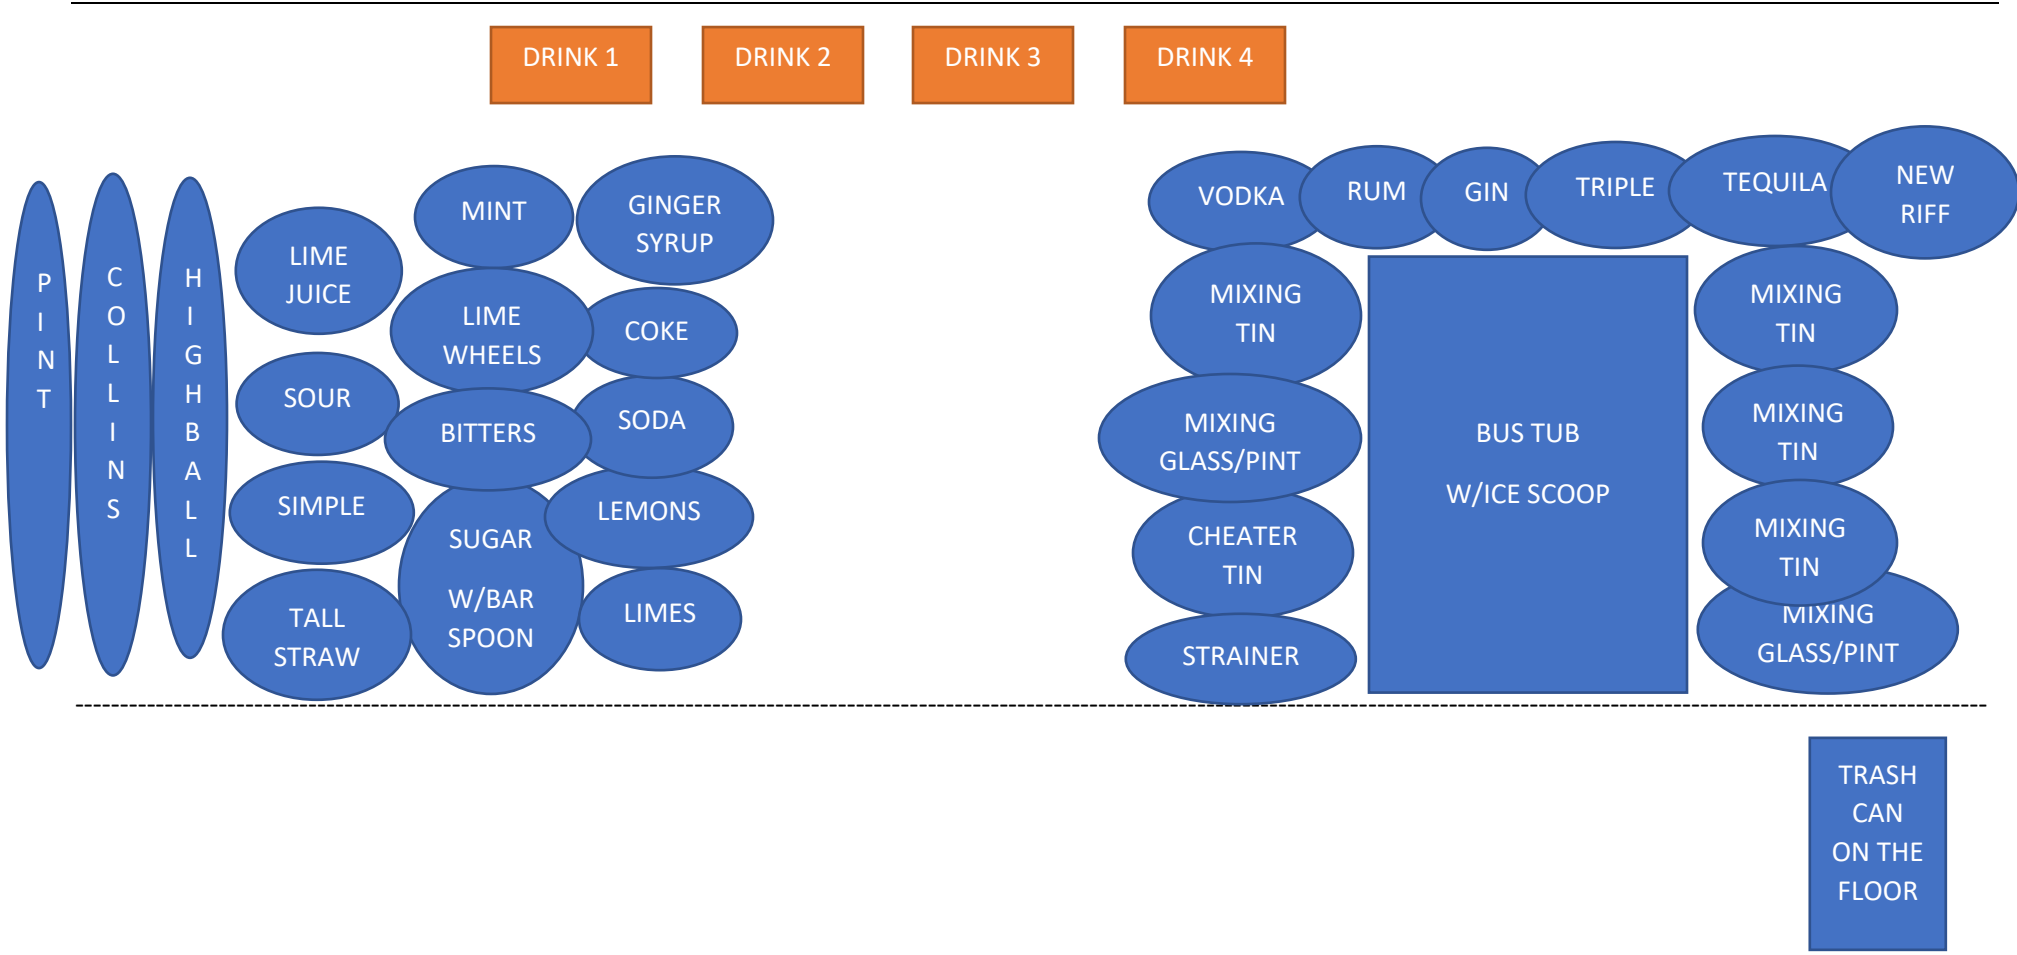 DRINK 1
DRINK 2
DRINK 3
DRINK 4
PINT
COLLINS
HIGHBALL
LIME
JUICE
SOUR
SIMPLE
TALL
STRAW
MINT
LIME
WHEELS
BITTERS
SUGAR
W/BAR
SPOON
GINGER
SYRUP
COKE
SODA
LEMONS
LIMES
VODKA
RUM
GIN
TRIPLE
TEQUILA
NEW
RIFF
MIXING
TIN
MIXING
GLASS/PINT
CHEATER
TIN
STRAINER
BUS TUB
W/ICE SCOOP
MIXING
TIN
MIXING
TIN
MIXING
TIN
MIXING
GLASS/PINT
TRASH
CAN
ON THE
FLOOR